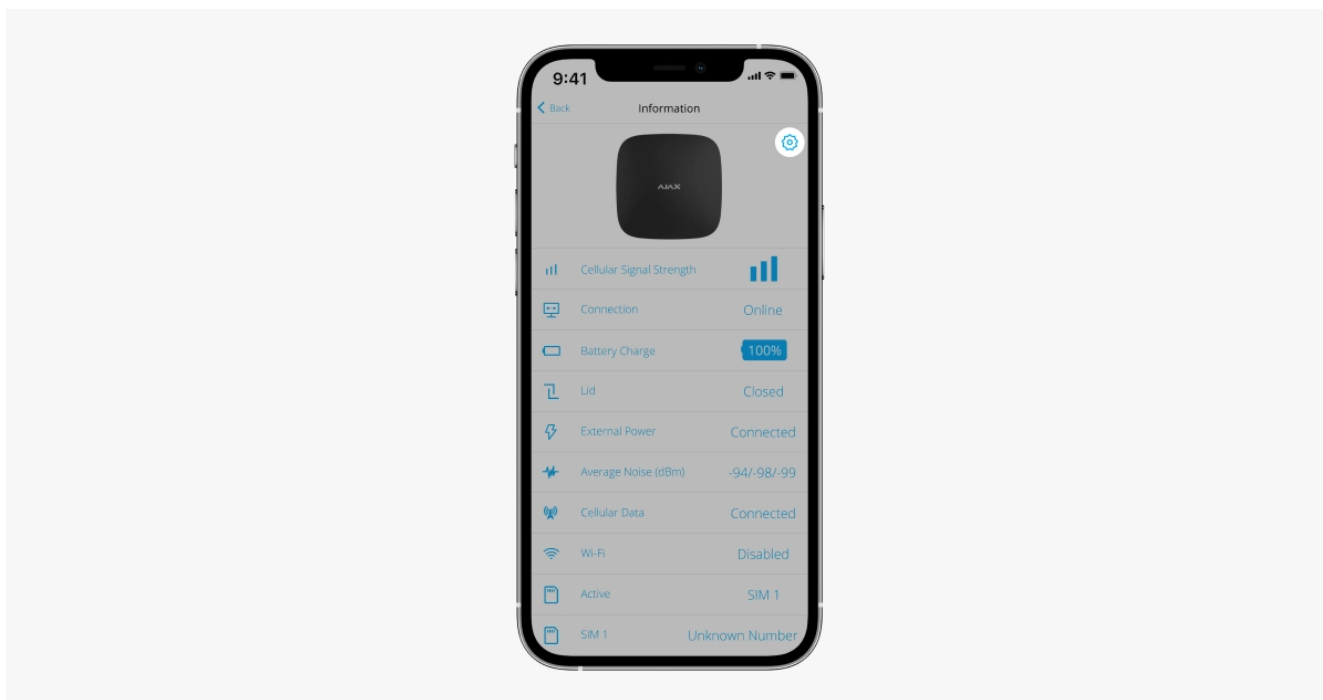 9:41
Back
Information
AJAX
Cellular Signal Strength
Connection Online
Battery Charge 100%
Lid Closed
External Power Connected
Average Noise (dBm) -94/-98/-99
Cellular Data Connected
Wi-Fi Disabled
Active SIM 1
SIM 1 Unknown Number